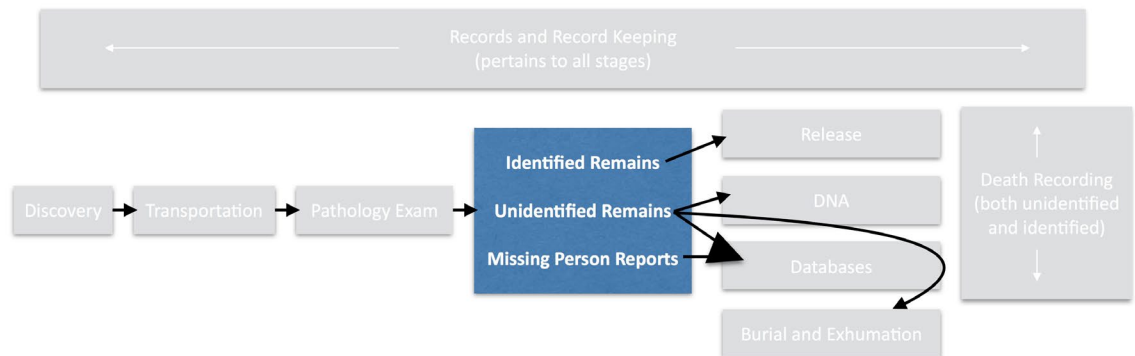 Records and Record Keeping
(pertains to all stages)
Identified Remains
Release
Discovery
Transportation
Pathology Exam
Unidentified Remains
DNA
Death Recording
(both unidentified
and identified)
Missing Person Reports
Databases
Burial and Exhumation